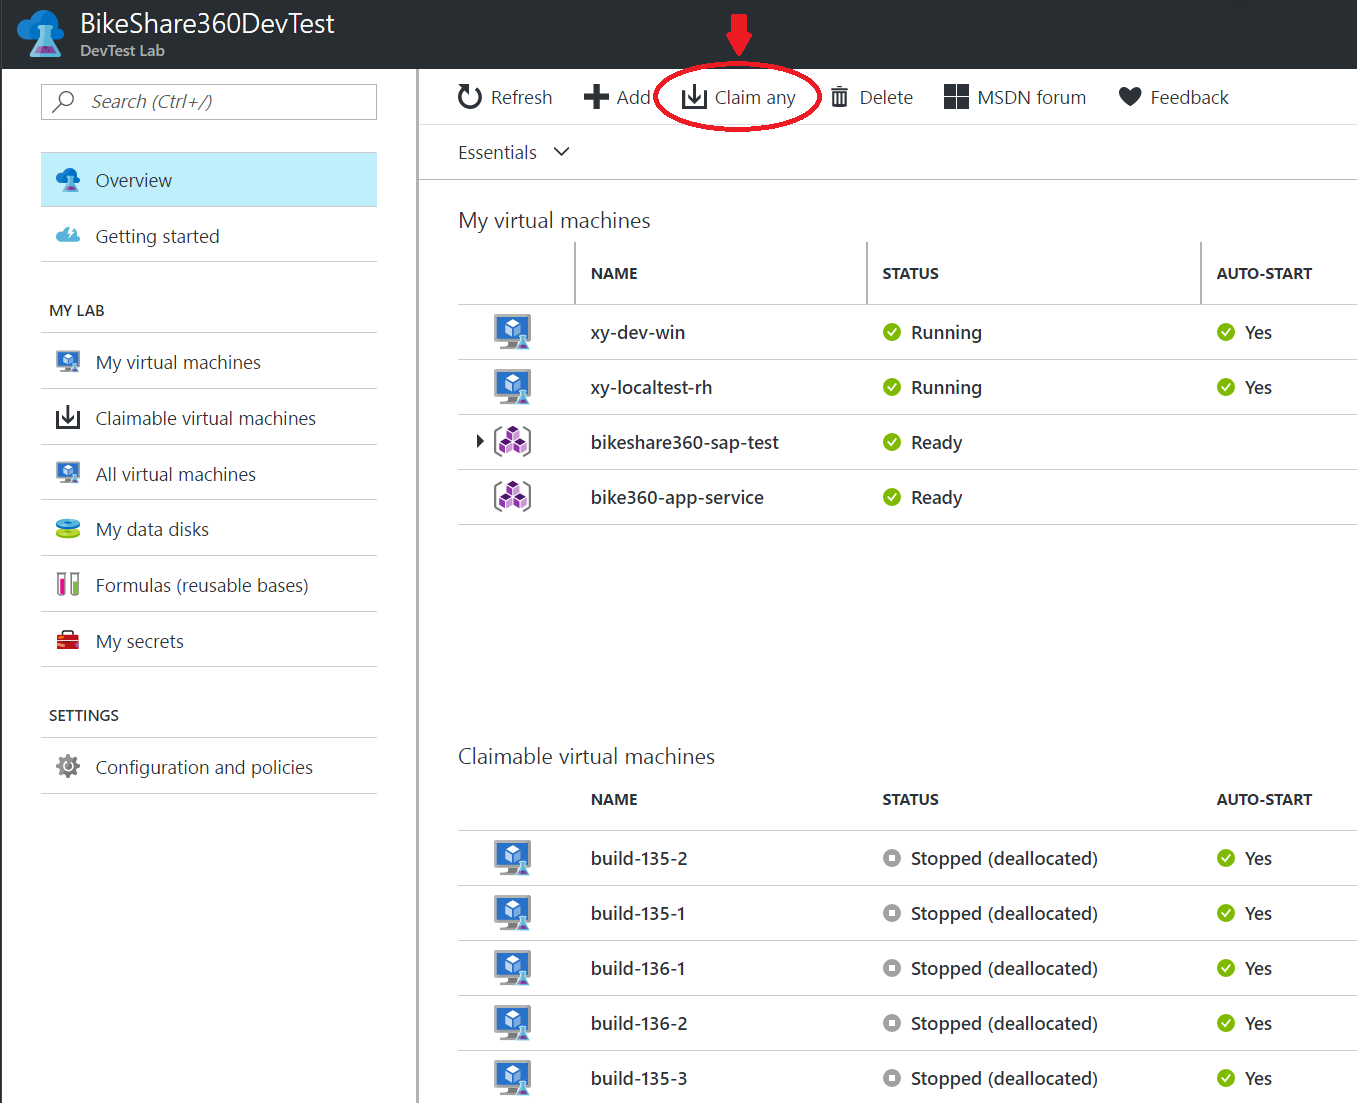 BikeShare360DevTest
DevTest Lab
Search (Ctrl+/)
Overview
Getting started
MY LAB
My virtual machines
Claimable virtual machines
All virtual machines
My data disks
Formulas (reusable bases)
My secrets
SETTINGS
Configuration and policies
Refresh Add Claim any Delete MSDN forum Feedback
Essentials
My virtual machines
NAME STATUS AUTO-START
xy-dev-win Running Yes
xy-localtest-rh Running Yes
bikeshare360-sap-test Ready
bike360-app-service Ready
Claimable virtual machines
NAME STATUS AUTO-START
build-135-2 Stopped (deallocated) Yes
build-135-1 Stopped (deallocated) Yes
build-136-1 Stopped (deallocated) Yes
build-136-2 Stopped (deallocated) Yes
build-135-3 Stopped (deallocated) Yes